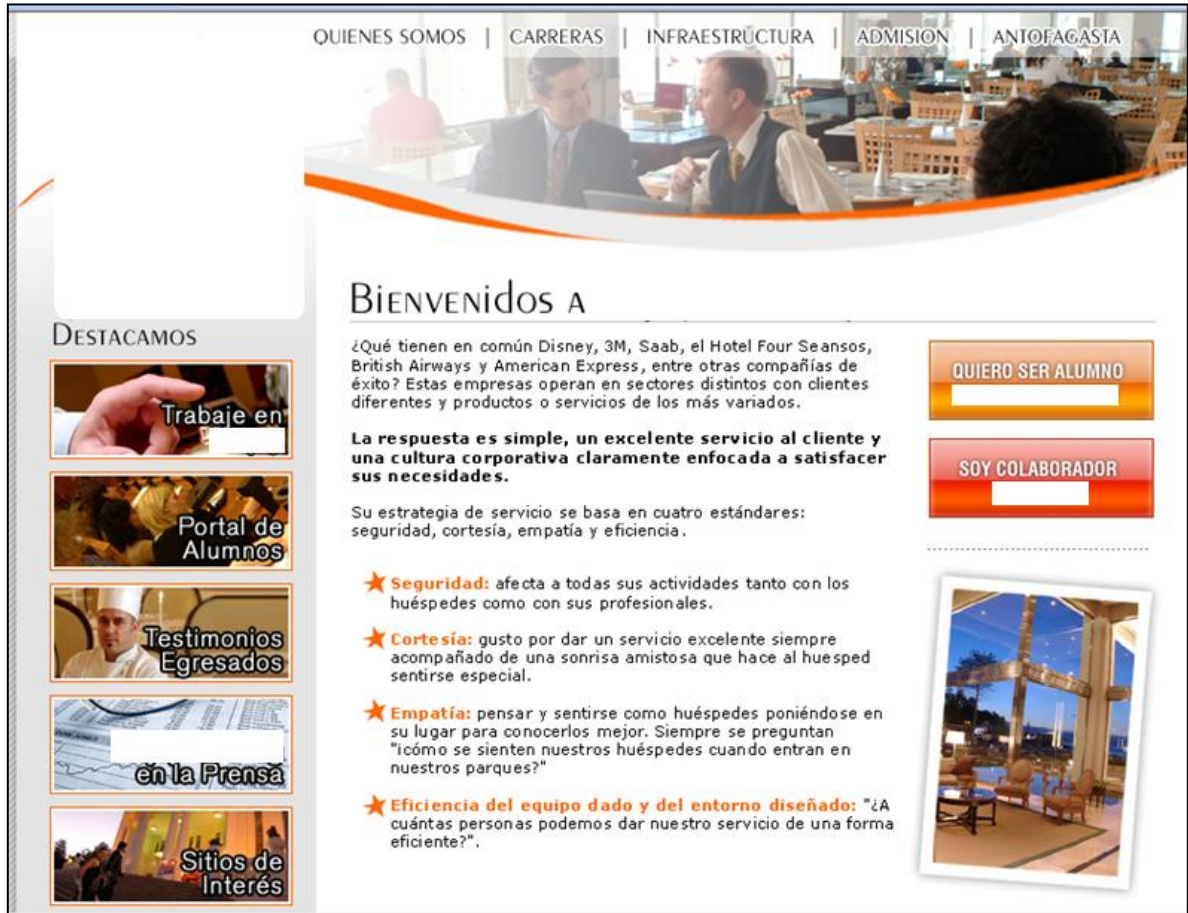 QUIENES SOMOS | CARRERAS | INFRAESTRUCTURA | ADMISION | ANTOFAGASTA
BIENVENIDOS A
DESTACAMOS
Trabaje en
Portal de
Alumnos
Testimonios
Egresados
en la Prensa
Sitios de
Interés
¿Qué tienen en común Disney, 3M, Saab, el Hotel Four Seansos,
British Airways y American Express, entre otras compañías de
éxito? Estas empresas operan en sectores distintos con clientes
diferentes y productos o servicios de los más variados.
La respuesta es simple, un excelente servicio al cliente y
una cultura corporativa claramente enfocada a satisfacer
sus necesidades.
Su estrategia de servicio se basa en cuatro estándares:
seguridad, cortesía, empatía y eficiencia.
Seguridad: afecta a todas sus actividades tanto con los
huéspedes como con sus profesionales.
Cortesía: gusto por dar un servicio excelente siempre
acompañado de una sonrisa amistosa que hace al huesped
sentirse especial.
Empatía: pensar y sentirse como huéspedes poniéndose en
su lugar para conocerlos mejor. Siempre se preguntan
"icómo se sienten nuestros huéspedes cuando entran en
nuestros parques?"
Eficiencia del equipo dado y del entorno diseñado: "¿A
cuántas personas podemos dar nuestro servicio de una forma
eficiente?".
QUIERO SER ALUMNO
SOY COLABORADOR